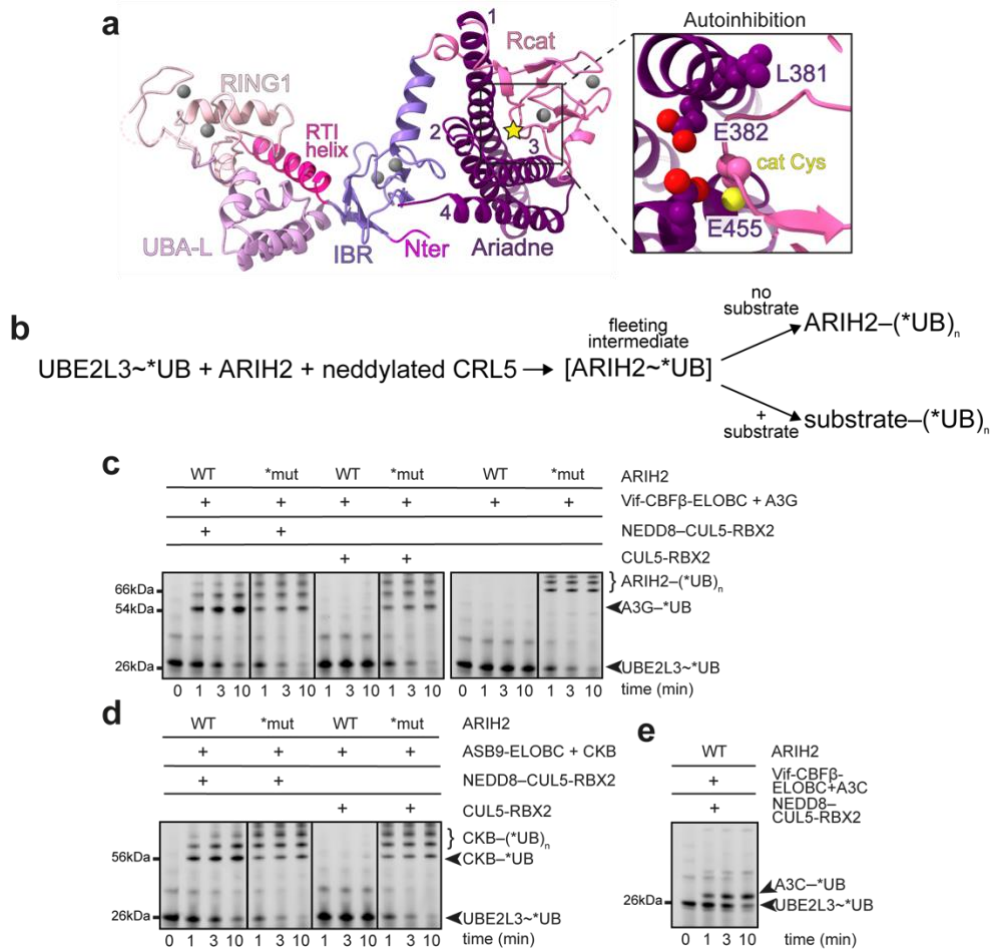 a
Autoinhibition
1
Rcat
RING1
RTI
helix
2
3
4
UBA-L
IBR
Nter
Ariadne
L381
E382
cat Cys
E455
b
UBE2L3~*UB + ARIH2 + neddylated CRL5
fleeting
intermediate
[ARIH2~*UB]
no
substrate
ARIH2–(*UB)n
+
substrate
substrate–(*UB)n
c
WT *mut WT *mut WT *mut ARIH2
+ + + + + + Vif-CBFβ-ELOBC + A3G
+ + NEDD8–CUL5-RBX2
+ + CUL5-RBX2
66kDa
54kDa
26kDa
ARIH2–(*UB)n
A3G–*UB
UBE2L3~*UB
0 1 3 10 1 3 10 1 3 10 1 3 10 0 1 3 10 1 3 10 time (min)
d
WT *mut WT *mut ARIH2
+ + + + ASB9-ELOBC + CKB
+ + NEDD8–CUL5-RBX2
+ + CUL5-RBX2
56kDa
26kDa
CKB–(*UB)n
CKB–*UB
UBE2L3~*UB
0 1 3 10 1 3 10 1 3 10 1 3 10 time (min)
e
WT ARIH2
+ Vif-CBFβ-
ELOBC+A3C
+ NEDD8–
CUL5-RBX2
26kDa
A3C–*UB
UBE2L3~*UB
0 1 3 10 time (min)